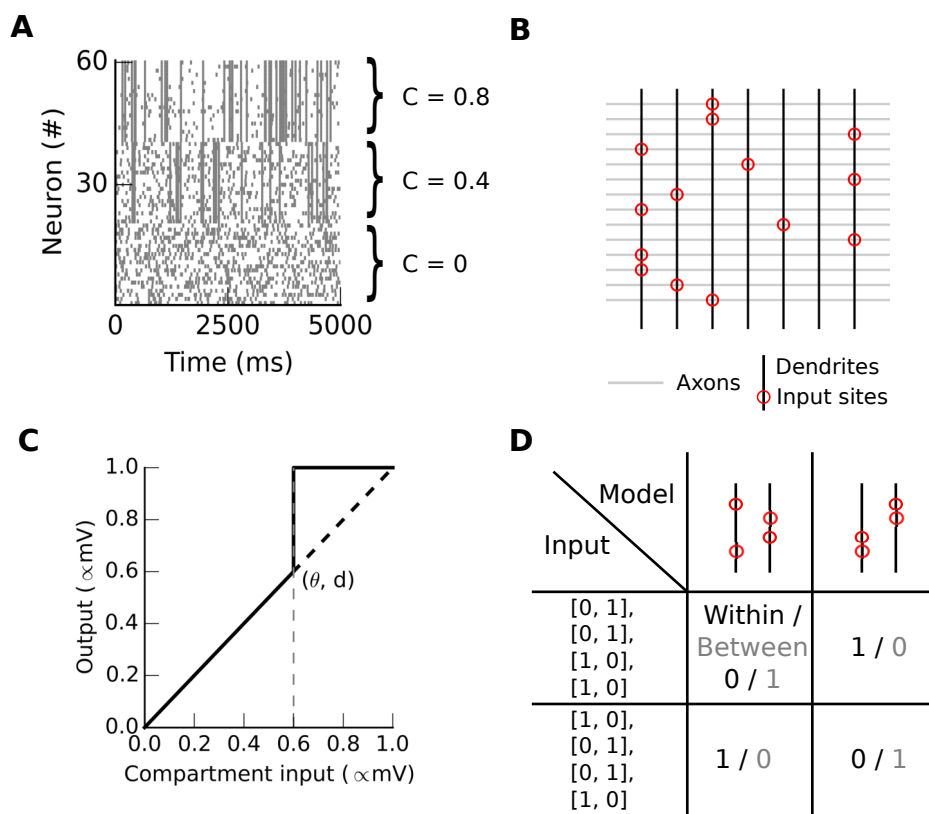 A
60
30
Neuron (#)
0
2500
5000
Time (ms)
C = 0.8
C = 0.4
C = 0
B
Axons
Dendrites
Input sites
C
1.0
0.8
0.6
0.4
0.2
0.0
Output (∝mV)
(θ, d)
0.0
0.2
0.4
0.6
0.8
1.0
Compartment input (∝mV)
D
Model
Input
[0, 1],
[0, 1],
[1, 0],
[1, 0]
Within /
Between
0 / 1
1 / 0
[1, 0],
[0, 1],
[0, 1],
[1, 0]
1 / 0
0 / 1